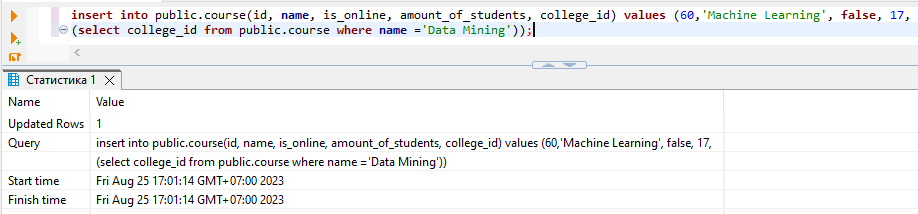 insert into public.course(id, name, is_online, amount_of_students, college_id) values (60,'Machine Learning', false, 17,
(select college_id from public.course where name ='Data Mining'));
Статистика 1
Name Value
Updated Rows 1
Query insert into public.course(id, name, is_online, amount_of_students, college_id) values (60,'Machine Learning', false, 17,
(select college_id from public.course where name ='Data Mining'))
Start time Fri Aug 25 17:01:14 GMT+07:00 2023
Finish time Fri Aug 25 17:01:14 GMT+07:00 2023